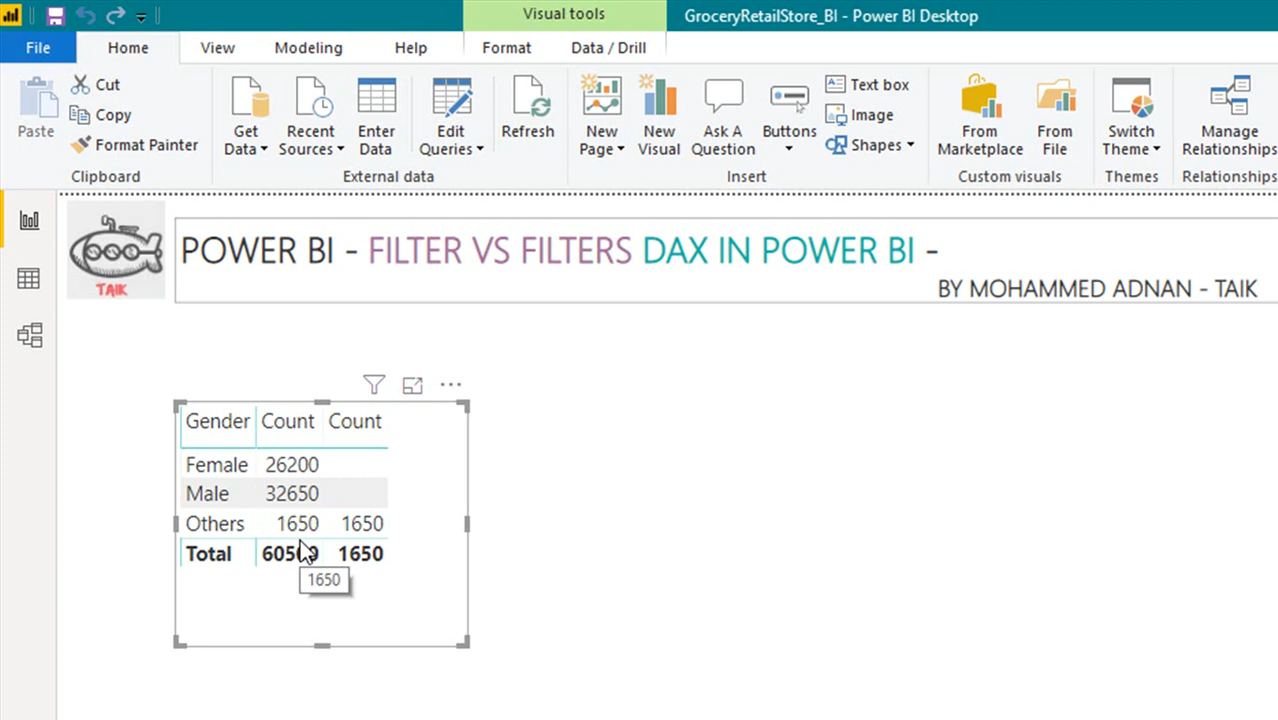 Visual tools
GroceryRetailStore_BI - Power BI Desktop
File Home View Modeling Help Format Data / Drill
Paste
Cut
Copy
Format Painter
Clipboard
Get Data
Recent Sources
Enter Data
Edit Queries
Refresh
External data
New Page
New Visual
Ask A Question
Buttons
Text box
Image
Shapes
Insert
From Marketplace
From File
Custom visuals
Switch Theme
Themes
Manage Relationships
Relationships
TAIK
POWER BI - FILTER VS FILTERS DAX IN POWER BI -
BY MOHAMMED ADNAN - TAIK
Gender Count Count
Female 26200
Male 32650
Others 1650 1650
Total 60500 1650
1650